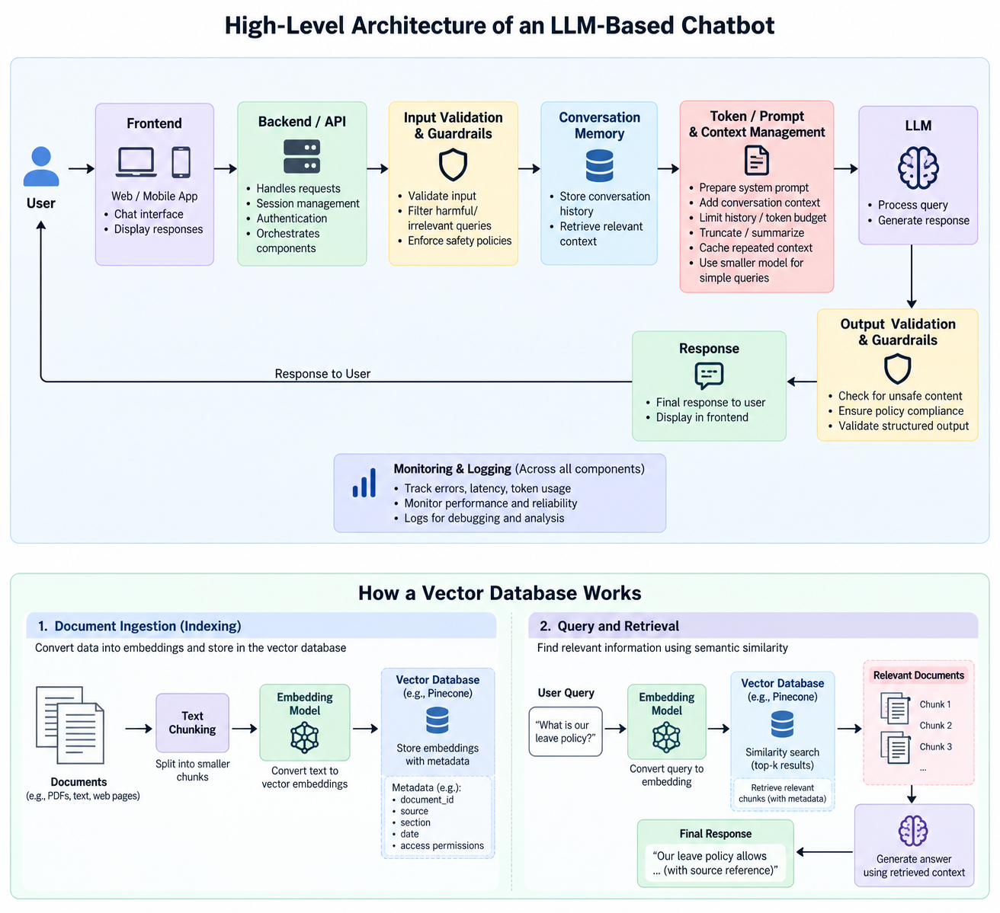 High-Level Architecture of an LLM-Based Chatbot
User
Frontend
Web / Mobile App
• Chat interface
• Display responses
Backend / API
• Handles requests
• Session management
• Authentication
• Orchestrates
components
Input Validation
& Guardrails
• Validate input
• Filter harmful/
irrelevant queries
• Enforce safety policies
Conversation
Memory
• Store conversation
history
• Retrieve relevant
context
Token / Prompt
& Context Management
• Prepare system prompt
• Add conversation context
• Limit history / token budget
• Truncate / summarize
• Cache repeated context
• Use smaller model for
simple queries
LLM
• Process query
• Generate response
Output Validation
& Guardrails
• Check for unsafe content
• Ensure policy compliance
• Validate structured output
Response
• Final response to user
• Display in frontend
Response to User
Monitoring & Logging (Across all components)
• Track errors, latency, token usage
• Monitor performance and reliability
• Logs for debugging and analysis
How a Vector Database Works
1. Document Ingestion (Indexing)
Convert data into embeddings and store in the vector database
Documents
(e.g., PDFs, text, web pages)
Text
Chunking
Split into smaller
chunks
Embedding
Model
Convert text to
vector embeddings
Vector Database
(e.g., Pinecone)
Store embeddings
with metadata
Metadata (e.g.):
• document_id
• source
• section
• date
• access permissions
2. Query and Retrieval
Find relevant information using semantic similarity
User Query
“What is our
leave policy?”
Embedding
Model
Convert query to
embedding
Vector Database
(e.g., Pinecone)
Similarity search
(top-k results)
Retrieve relevant
chunks (with metadata)
Relevant Documents
Chunk 1
Chunk 2
Chunk 3
...
Generate answer
using retrieved context
Final Response
“Our leave policy allows
... (with source reference)”